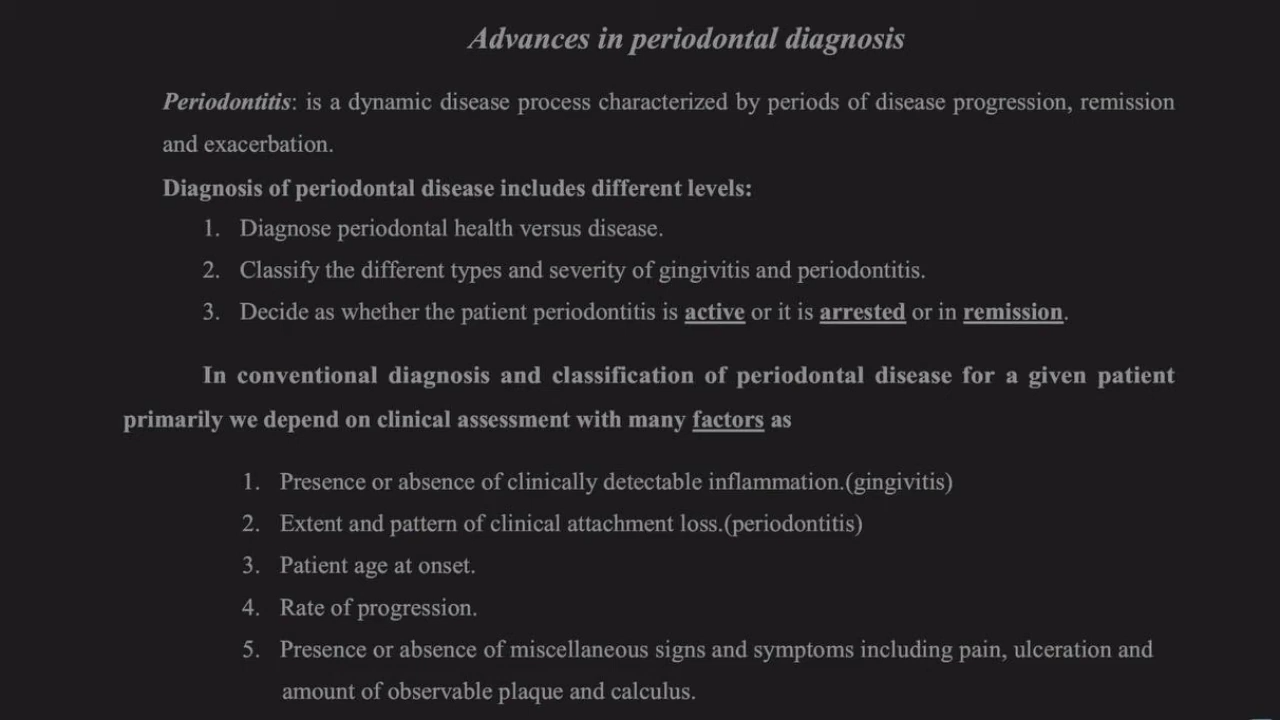 Advances in periodontal diagnosis
Periodontitis: is a dynamic disease process characterized by periods of disease progression, remission
and exacerbation.
Diagnosis of periodontal disease includes different levels:
1. Diagnose periodontal health versus disease.
2. Classify the different types and severity of gingivitis and periodontitis.
3. Decide as whether the patient periodontitis is active or it is arrested or in remission.
In conventional diagnosis and classification of periodontal disease for a given patient
primarily we depend on clinical assessment with many factors as
1. Presence or absence of clinically detectable inflammation.(gingivitis)
2. Extent and pattern of clinical attachment loss.(periodontitis)
3. Patient age at onset.
4. Rate of progression.
5. Presence or absence of miscellaneous signs and symptoms including pain, ulceration and
amount of observable plaque and calculus.